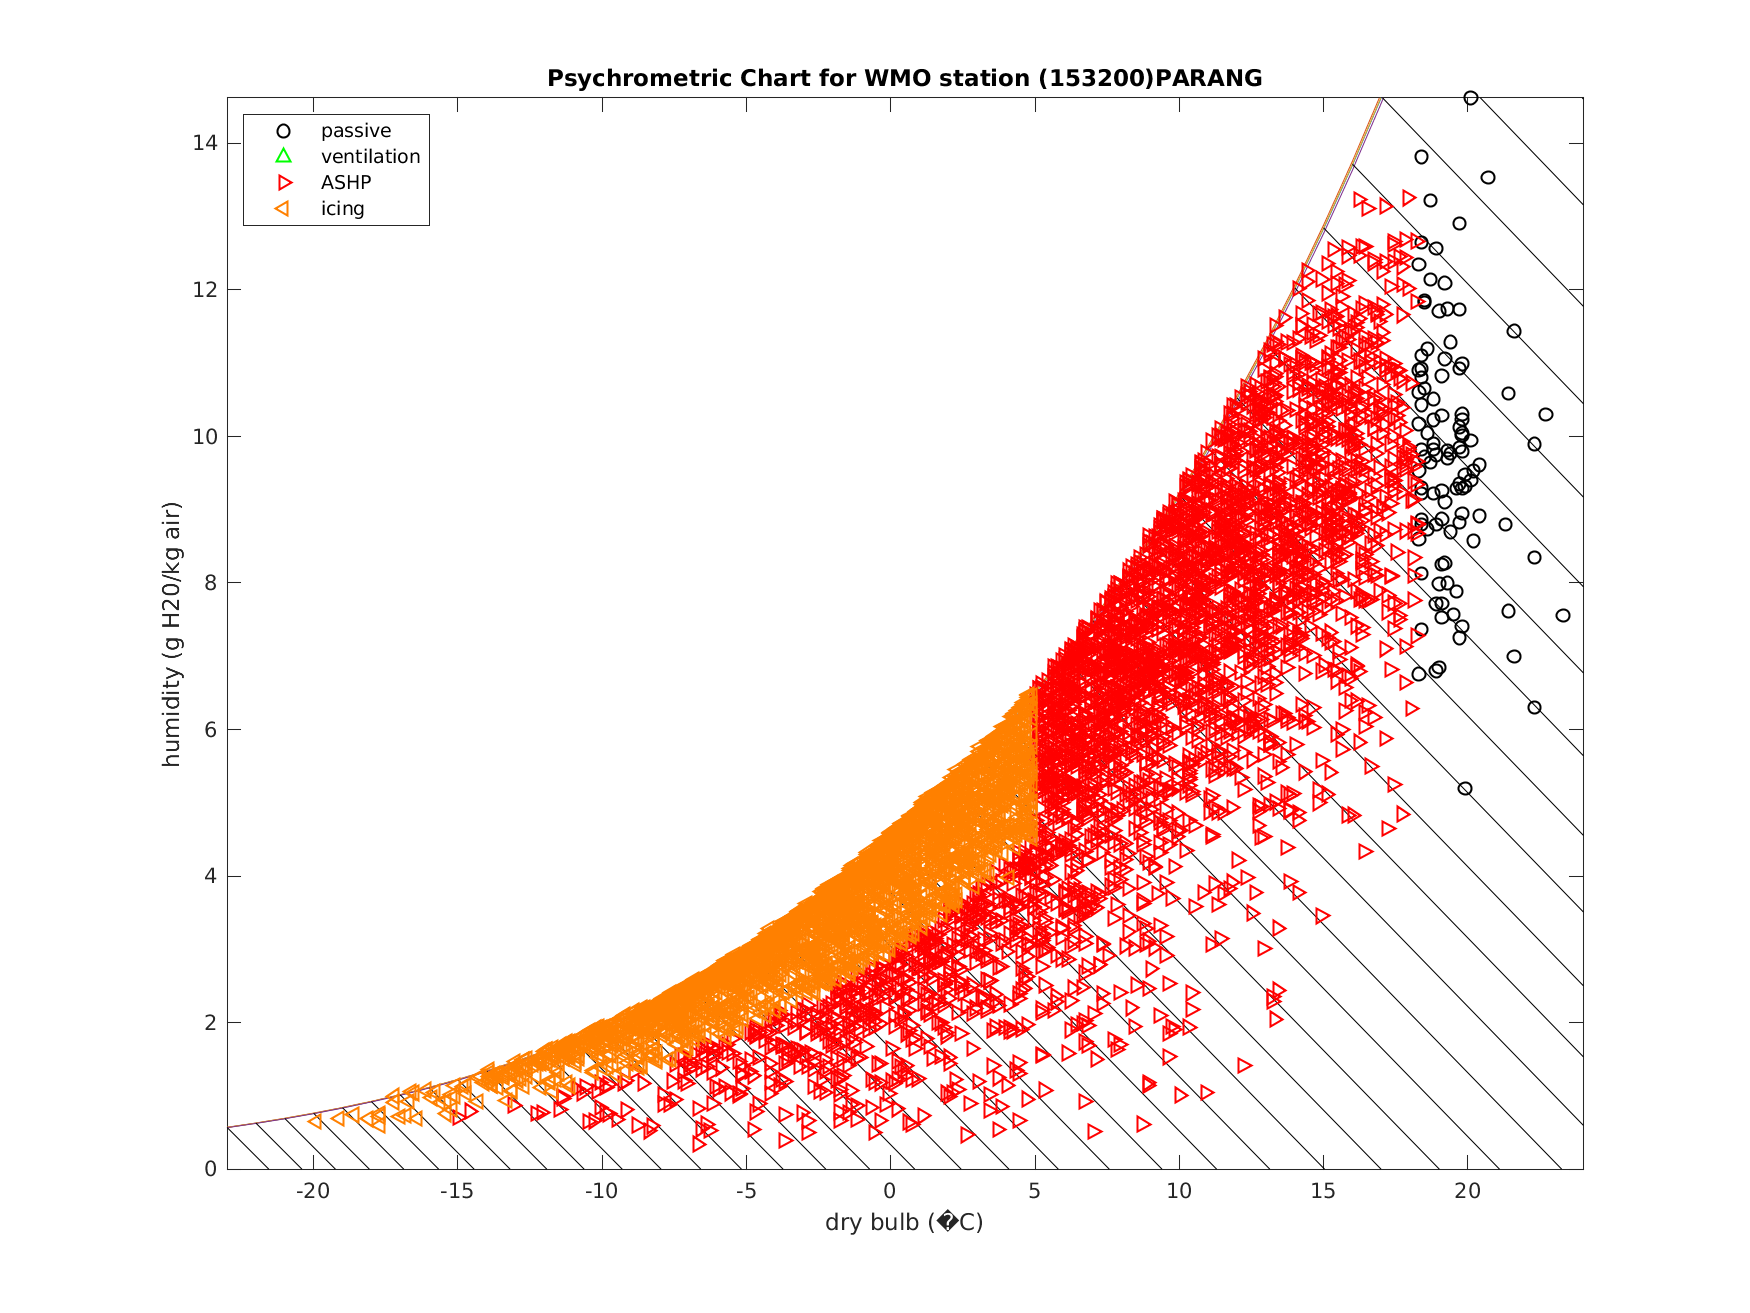 Psychrometric Chart for WMO station (153200)PARANG
passive
ventilation
ASHP
icing
14
12
10
8
6
4
2
0
humidity (g H20/kg air)
-20 -15 -10 -5 0 5 10 15 20
dry bulb (�C)